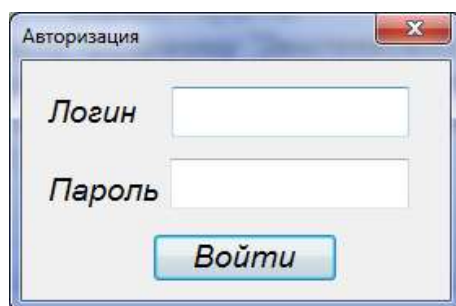 Авторизация
Логин
Пароль
Войти